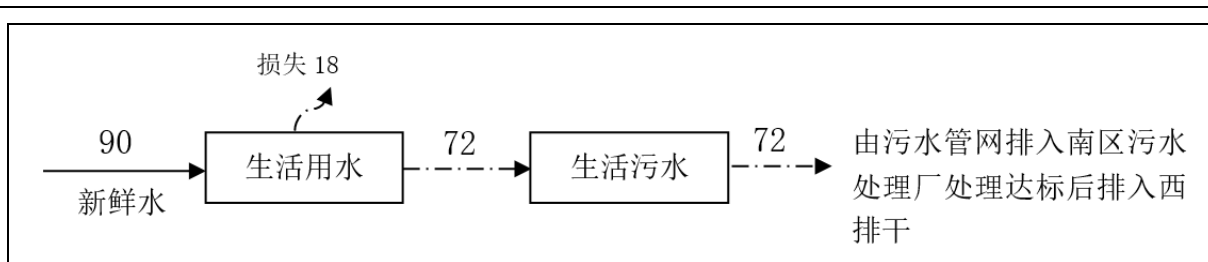 损失 18
90
新鲜水
生活用水
72
生活污水
72
由污水管网排入南区污水
处理厂处理达标后排入西
排干